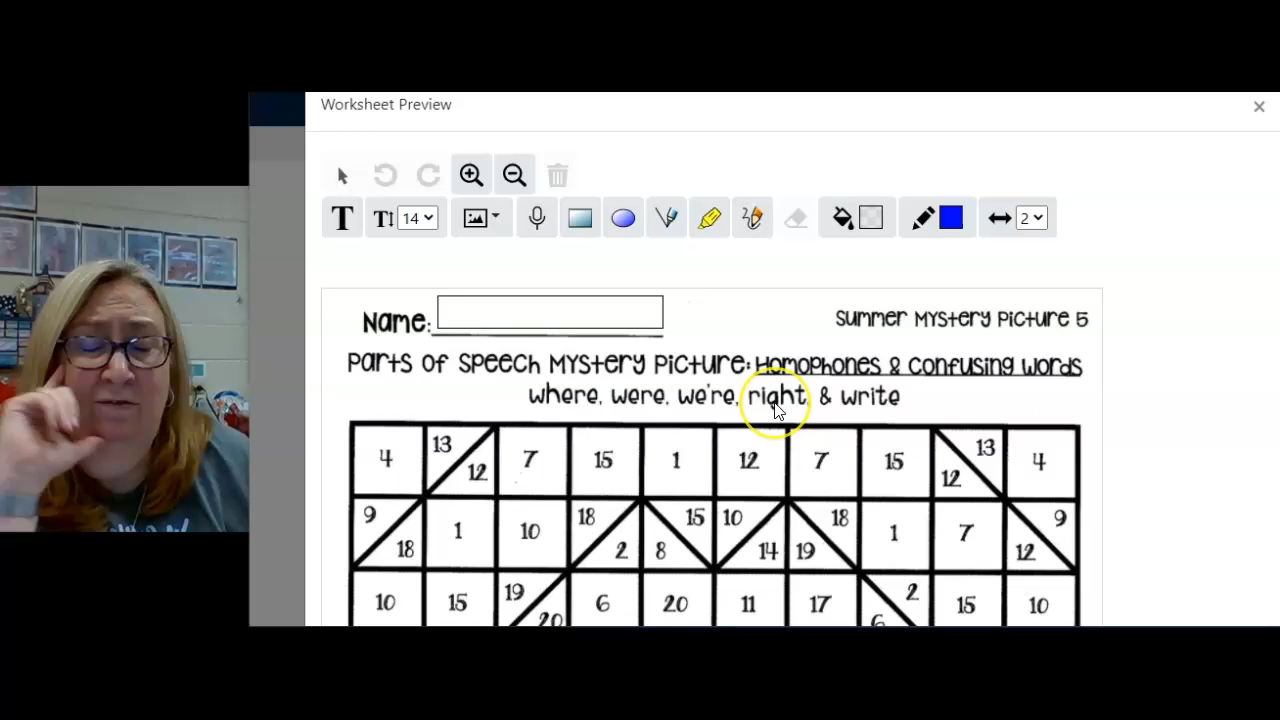 Worksheet Preview ×
T T 14 2
Name:
Summer Mystery Picture 5
Parts of Speech Mystery Picture: Homophones & Confusing Words
where, were, we're, right, & write
4 13 12 7 15 1 12 7 15 12 13 4
9 18 1 10 18 2 8 15 10 14 19 18 1 7 12 9
10 15 19 20 6 20 11 17 6 2 15 10